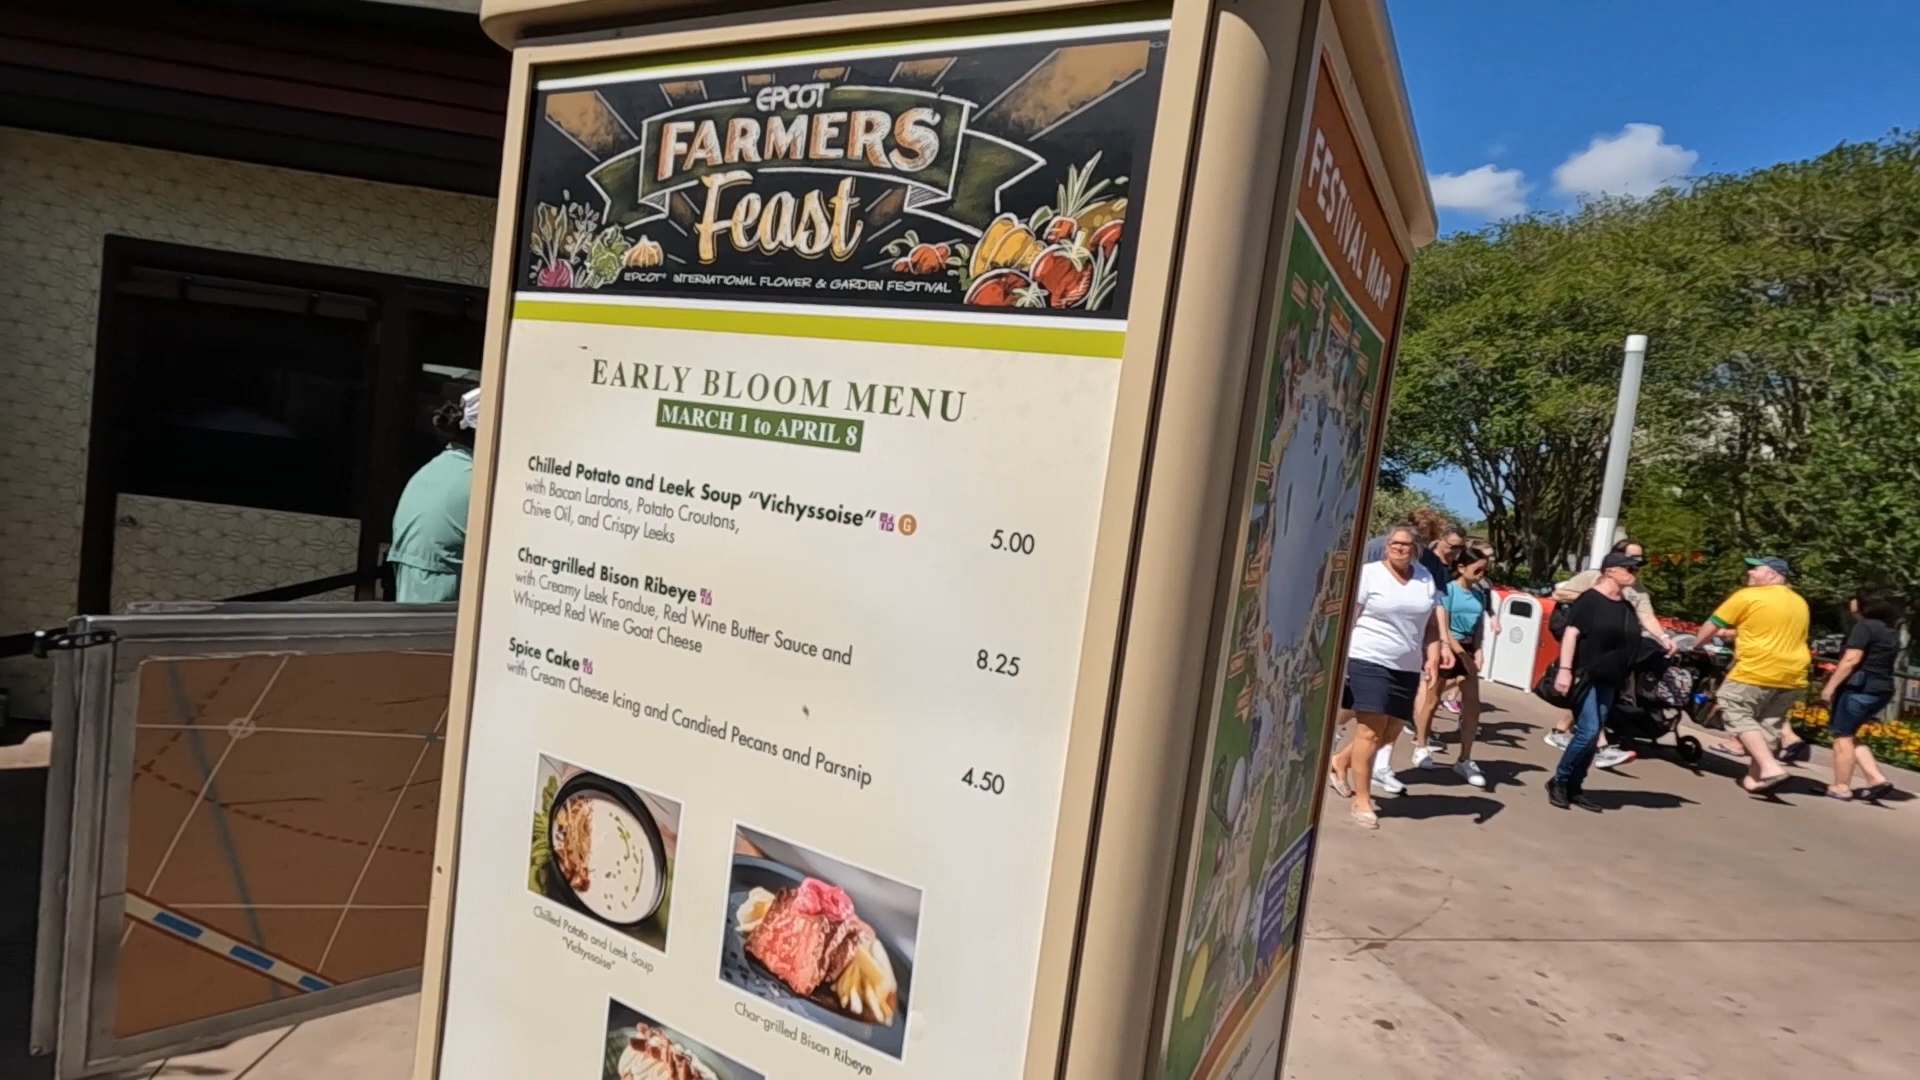 EPCOT
FARMERS
Feast
EPCOT® INTERNATIONAL FLOWER & GARDEN FESTIVAL
EARLY BLOOM MENU
MARCH 1 to APRIL 8
Chilled Potato and Leek Soup “Vichyssoise” G
with Bacon Lardons, Potato Croutons,
Chive Oil, and Crispy Leeks
5.00
Char-grilled Bison Ribeye
with Creamy Leek Fondue, Red Wine Butter Sauce and
Whipped Red Wine Goat Cheese
8.25
Spice Cake
with Cream Cheese Icing and Candied Pecans and Parsnip
4.50
Chilled Potato and Leek Soup
"Vichyssoise"
Char-grilled Bison Ribeye
FESTIVAL MAP